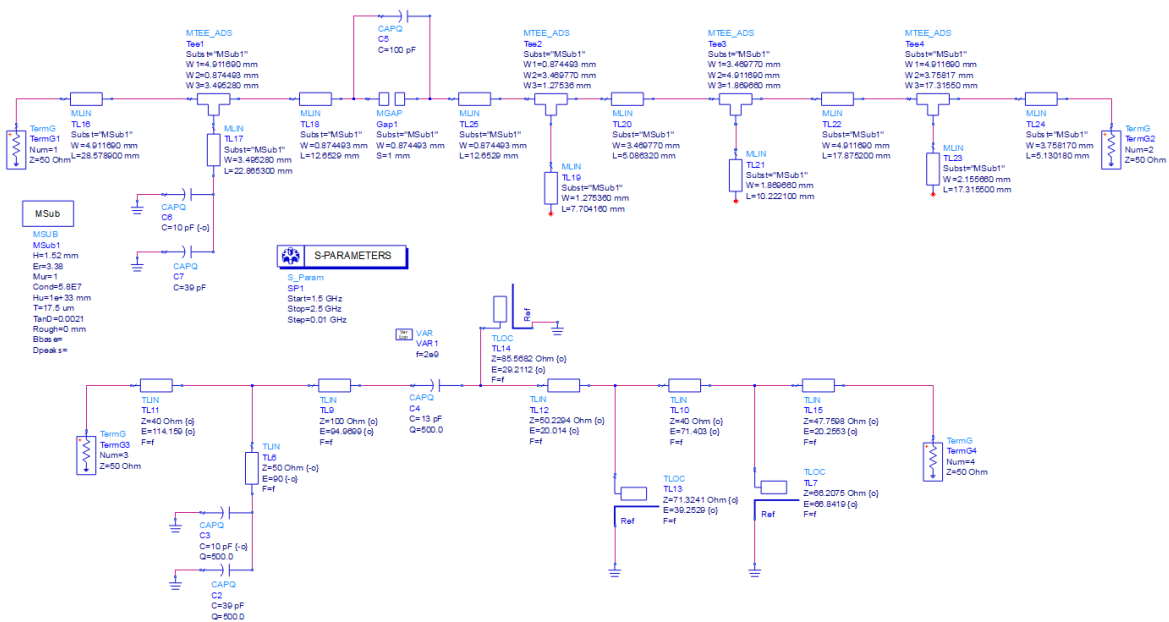 CAPQ
C5
C=100 pF
MTEE_ADS
Tee1
Subst="MSub1"
W1=4.911690 mm
W2=0.874493 mm
W3=3.495280 mm
MTEE_ADS
Tee2
Subst="MSub1"
W1=0.874493 mm
W2=3.469770 mm
W3=1.27536 mm
MTEE_ADS
Tee3
Subst="MSub1"
W1=3.469770 mm
W2=4.911690 mm
W3=1.869660 mm
MTEE_ADS
Tee4
Subst="MSub1"
W1=4.911690 mm
W2=3.75817 mm
W3=17.31550 mm
TermG
TermG1
Num=1
Z=50 Ohm
MLIN
TL16
Subst="MSub1"
W=4.911690 mm
L=28.578900 mm
MLIN
TL17
Subst="MSub1"
W=3.495280 mm
L=22.865300 mm
MLIN
TL18
Subst="MSub1"
W=0.874493 mm
L=12.6529 mm
MGAP
Gap1
Subst="MSub1"
W=0.874493 mm
S=1 mm
MLIN
TL25
Subst="MSub1"
W=0.874493 mm
L=12.6529 mm
MLIN
TL19
Subst="MSub1"
W=1.275360 mm
L=7.704160 mm
MLIN
TL20
Subst="MSub1"
W=3.469770 mm
L=5.086320 mm
MLIN
TL21
Subst="MSub1"
W=1.869660 mm
L=10.222100 mm
MLIN
TL22
Subst="MSub1"
W=4.911690 mm
L=17.875200 mm
MLIN
TL23
Subst="MSub1"
W=2.155660 mm
L=17.315500 mm
MLIN
TL24
Subst="MSub1"
W=3.758170 mm
L=5.130180 mm
TermG
TermG2
Num=2
Z=50 Ohm
CAPQ
C6
C=10 pF {-o}
CAPQ
C7
C=39 pF
MSub
MSUB
MSub1
H=1.52 mm
Er=3.38
Mur=1
Cond=5.8E7
Hu=1e+33 mm
T=17.5 um
TanD=0.0021
Rough=0 mm
Bbase=
Dpeaks=
S-PARAMETERS
S_Param
SP1
Start=1.5 GHz
Stop=2.5 GHz
Step=0.01 GHz
Var
Eqn
VAR
VAR1
f=2e9
Ref
TLOC
TL14
Z=85.5682 Ohm {o}
E=29.2112 {o}
F=f
TermG
TermG3
Num=3
Z=50 Ohm
TLIN
TL11
Z=40 Ohm {o}
E=114.159 {o}
F=f
TLIN
TL9
Z=100 Ohm {o}
E=94.9699 {o}
F=f
CAPQ
C4
C=13 pF
Q=500.0
TLIN
TL12
Z=50.2294 Ohm {o}
E=20.014 {o}
F=f
TLIN
TL10
Z=40 Ohm {o}
E=71.403 {o}
F=f
TLIN
TL15
Z=47.7598 Ohm {o}
E=20.2553 {o}
F=f
TermG
TermG4
Num=4
Z=50 Ohm
TLIN
TL6
Z=50 Ohm {-o}
E=90 {-o}
F=f
TLOC
TL13
Z=71.3241 Ohm {o}
E=39.2529 {o}
F=f
Ref
TLOC
TL7
Z=66.2075 Ohm {o}
E=66.8419 {o}
F=f
Ref
CAPQ
C3
C=10 pF {-o}
Q=500.0
CAPQ
C2
C=39 pF
Q=500.0